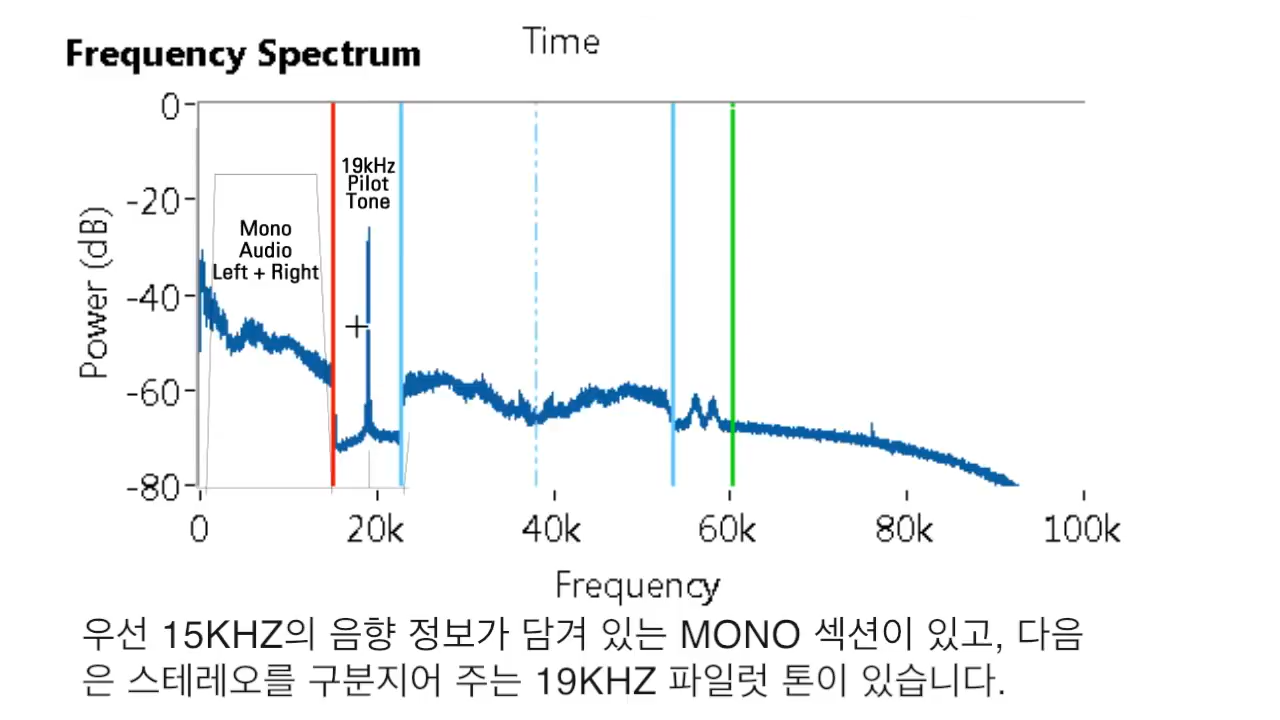 Time
Frequency Spectrum
0
-20
-40
-60
-80
Power (dB)
Mono
Audio
Left + Right
19kHz
Pilot
Tone
0 20k 40k 60k 80k 100k
Frequency
우선 15KHZ의 음향 정보가 담겨 있는 MONO 섹션이 있고, 다음
은 스테레오를 구분지어 주는 19KHZ 파일럿 톤이 있습니다.